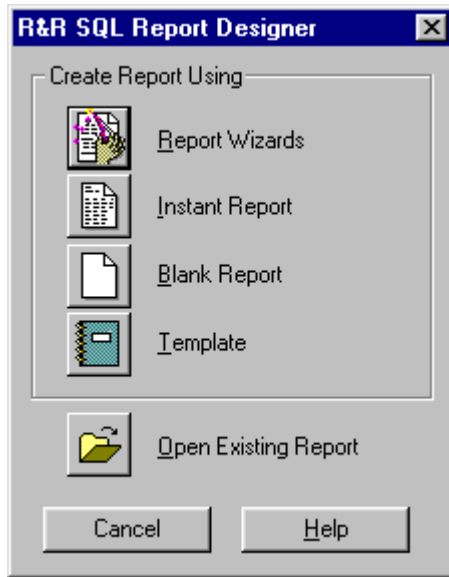 R&R SQL Report Designer
Create Report Using
Report Wizards
Instant Report
Blank Report
Template
Open Existing Report
Cancel
Help